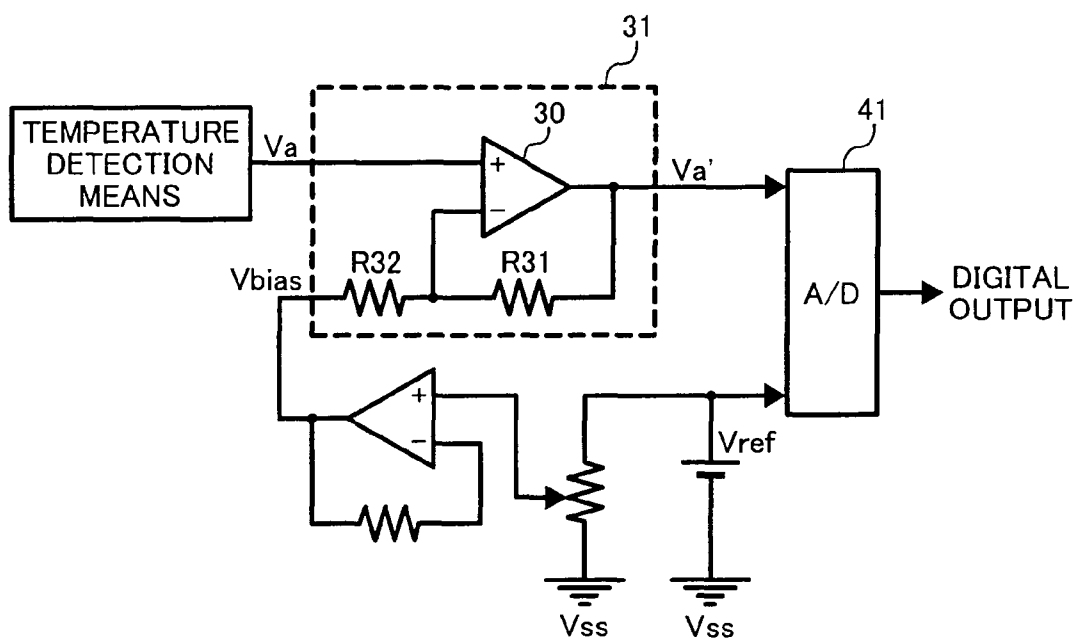 31
TEMPERATURE
DETECTION
MEANS
Va
30
+
−
Va'
41
R32
R31
Vbias
A/D
DIGITAL
OUTPUT
+
−
Vref
Vss
Vss